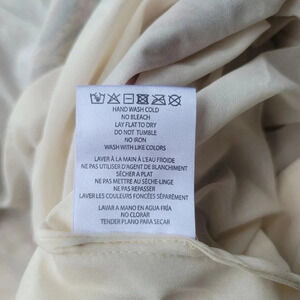 HAND WASH COLD
NO BLEACH
LAY FLAT TO DRY
DO NOT TUMBLE
NO IRON
WASH WITH LIKE COLORS
LAVER À LA MAIN À L'EAU FROIDE
NE PAS UTILISER D'AGENT DE BLANCHIMENT
SÉCHER A PLAT
NE PAS METTRE AU SÈCHE-LINGE
NE PAS REPASSER
LAVER LES COULEURS FONCÉES SÉPARÉMENT
LAVAR A MANO EN AGUA FRÍA
NO CLORAR
TENDER PLANO PARA SECAR